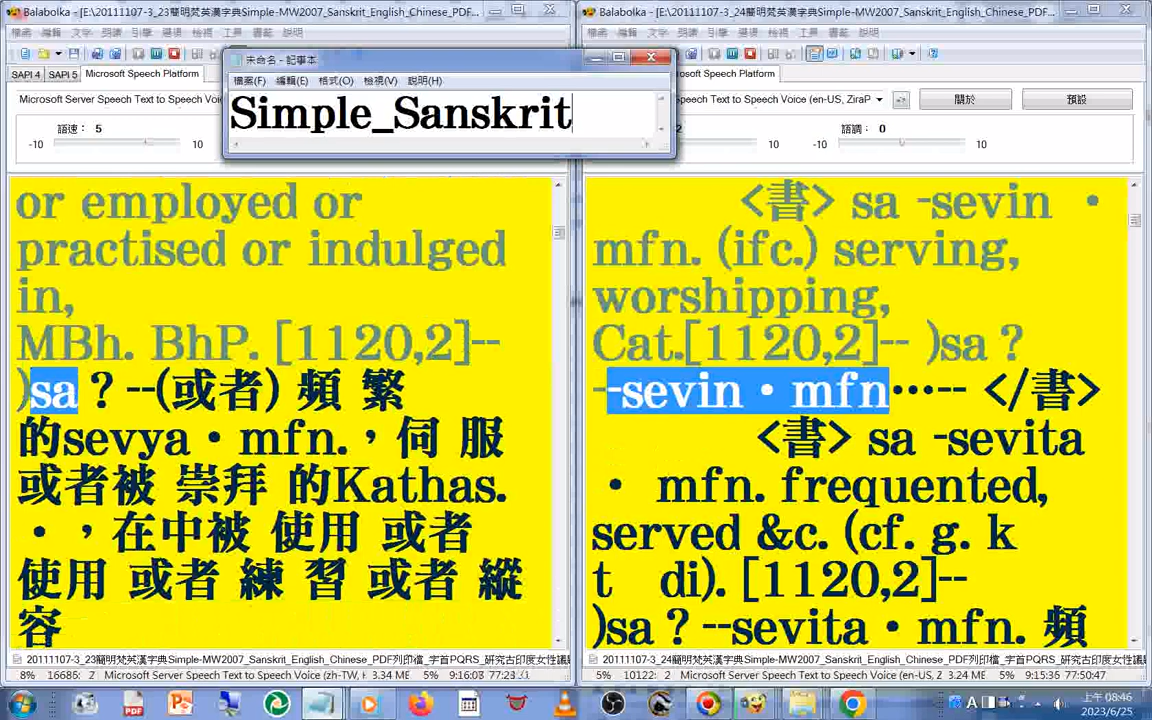 Balabolka - [E:\20111107-3_23簡明梵英漢字典Simple-MW2007_Sanskrit_English_Chinese_PDF...
Balabolka - [E:\20111107-3_24簡明梵英漢字典Simple-MW2007_Sanskrit_English_Chinese_PDF...
未命名 - 記事本
檔案(F) 編輯(E) 格式(O) 檢視(V) 說明(H)
Simple_Sanskrit
SAPI 4 SAPI 5 Microsoft Speech Platform
Microsoft Server Speech Text to Speech Voi
語速： 5
-10 10
Speech Platform
Speech Text to Speech Voice (en-US, ZiraP
關於 預設
2
10
語調： 0
-10 10
or employed or
practised or indulged
in,
MBh. BhP. [1120,2]--
)sa？--(或者) 頻 繁
的sevya・mfn.，伺 服
或者被 崇拜 的Kathas.
・，在中被 使用 或者
使用 或者 練 習 或者 縱
容
<書> sa -sevin ・
mfn. (ifc.) serving,
worshipping,
Cat.[1120,2]-- )sa？
--sevin・mfn…-- </書>
<書> sa -sevita
・ mfn. frequented,
served &c. (cf. g. k
t di). [1120,2]--
)sa？--sevita・mfn. 頻
20111107-3_23簡明梵英漢字典Simple-MW2007_Sanskrit_English_Chinese_PDF列印檔_字首PQRS_研究古印度女性議
8% 16685: 2 Microsoft Server Speech Text to Speech Voice (zh-TW, H 3.34 MB 5% 9:16:03
20111107-3_24簡明梵英漢字典Simple-MW2007_Sanskrit_English_Chinese_PDF列印檔_字首PQRS_研究古印度女性議
5% 10122: 2 Microsoft Server Speech Text to Speech Voice (en-US, Z 3.24 MB 5% 9:15:36 77:50:47
上午 08:46
2023/6/25